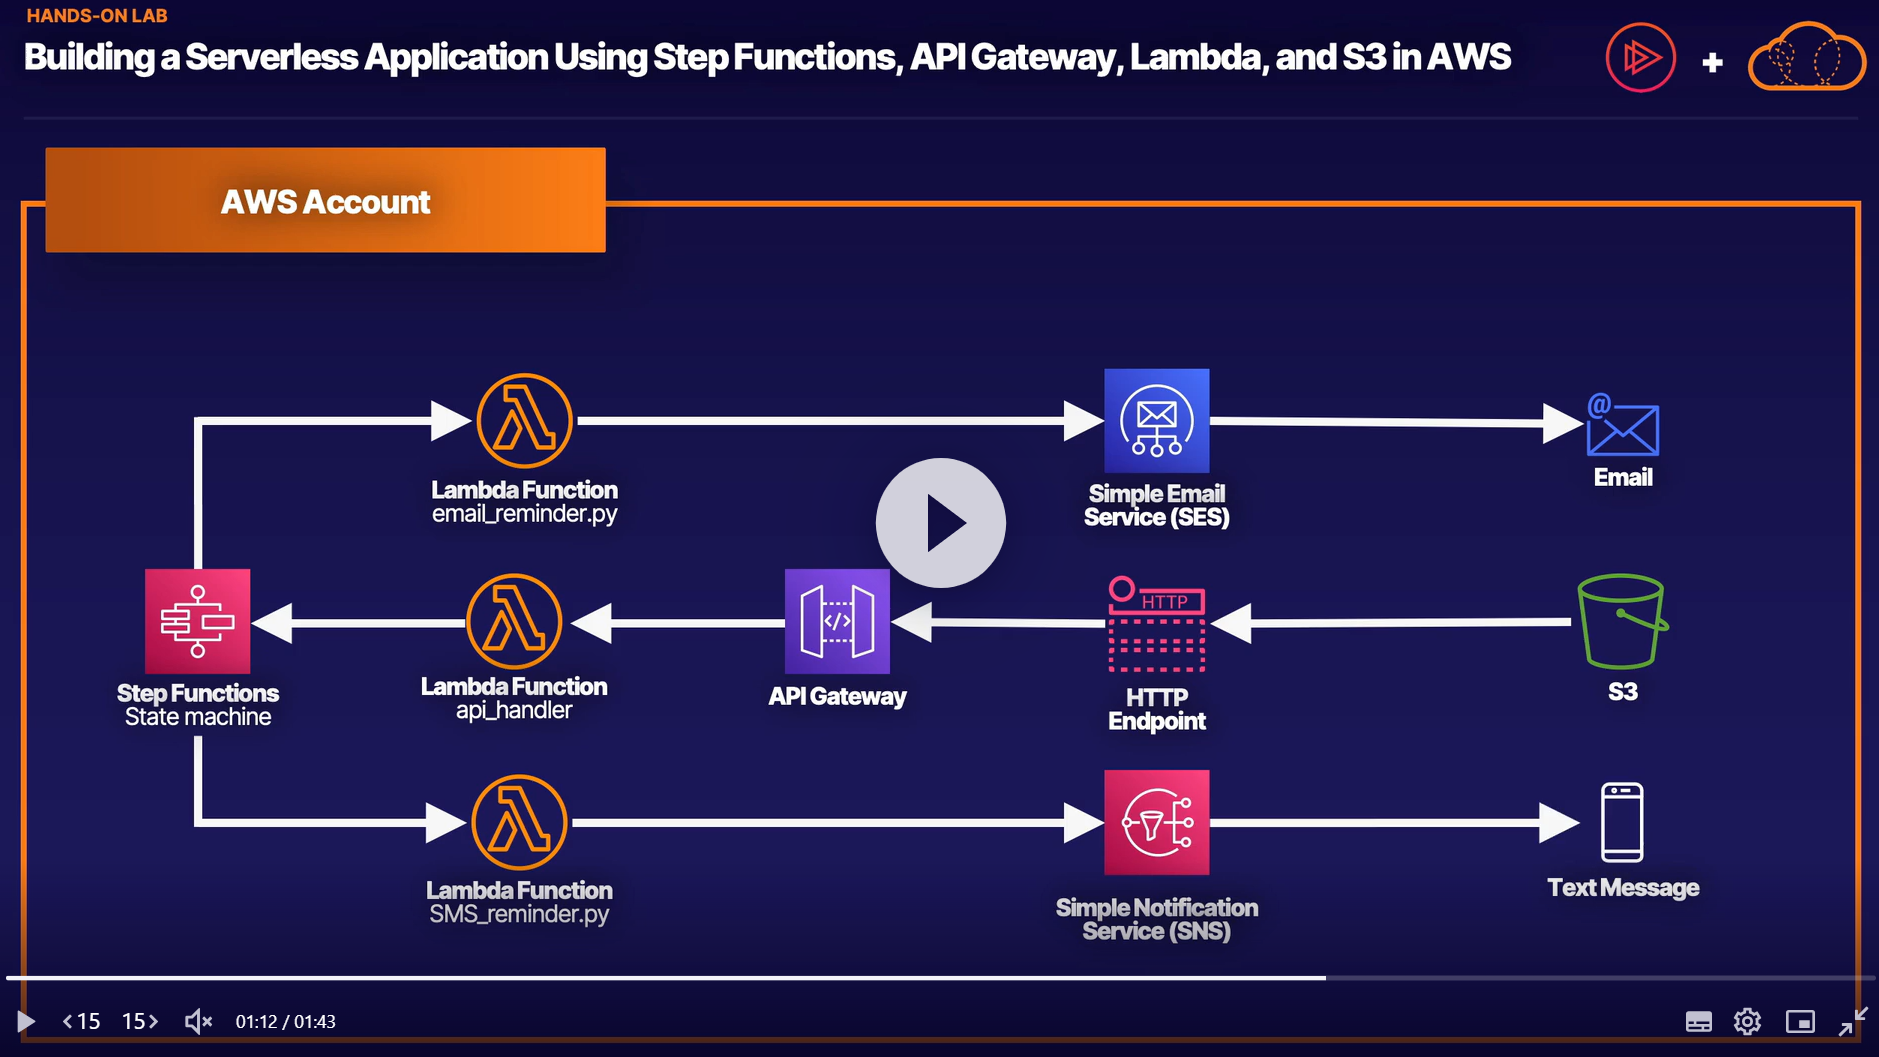 HANDS-ON LAB
Building a Serverless Application Using Step Functions, API Gateway, Lambda, and S3 in AWS
AWS Account
Lambda Function
email_reminder.py
Simple Email
Service (SES)
@
Email
Step Functions
State machine
Lambda Function
api_handler
</>
API Gateway
HTTP
HTTP
Endpoint
S3
Lambda Function
SMS_reminder.py
Simple Notification
Service (SNS)
Text Message
<15 15> 01:12 / 01:43